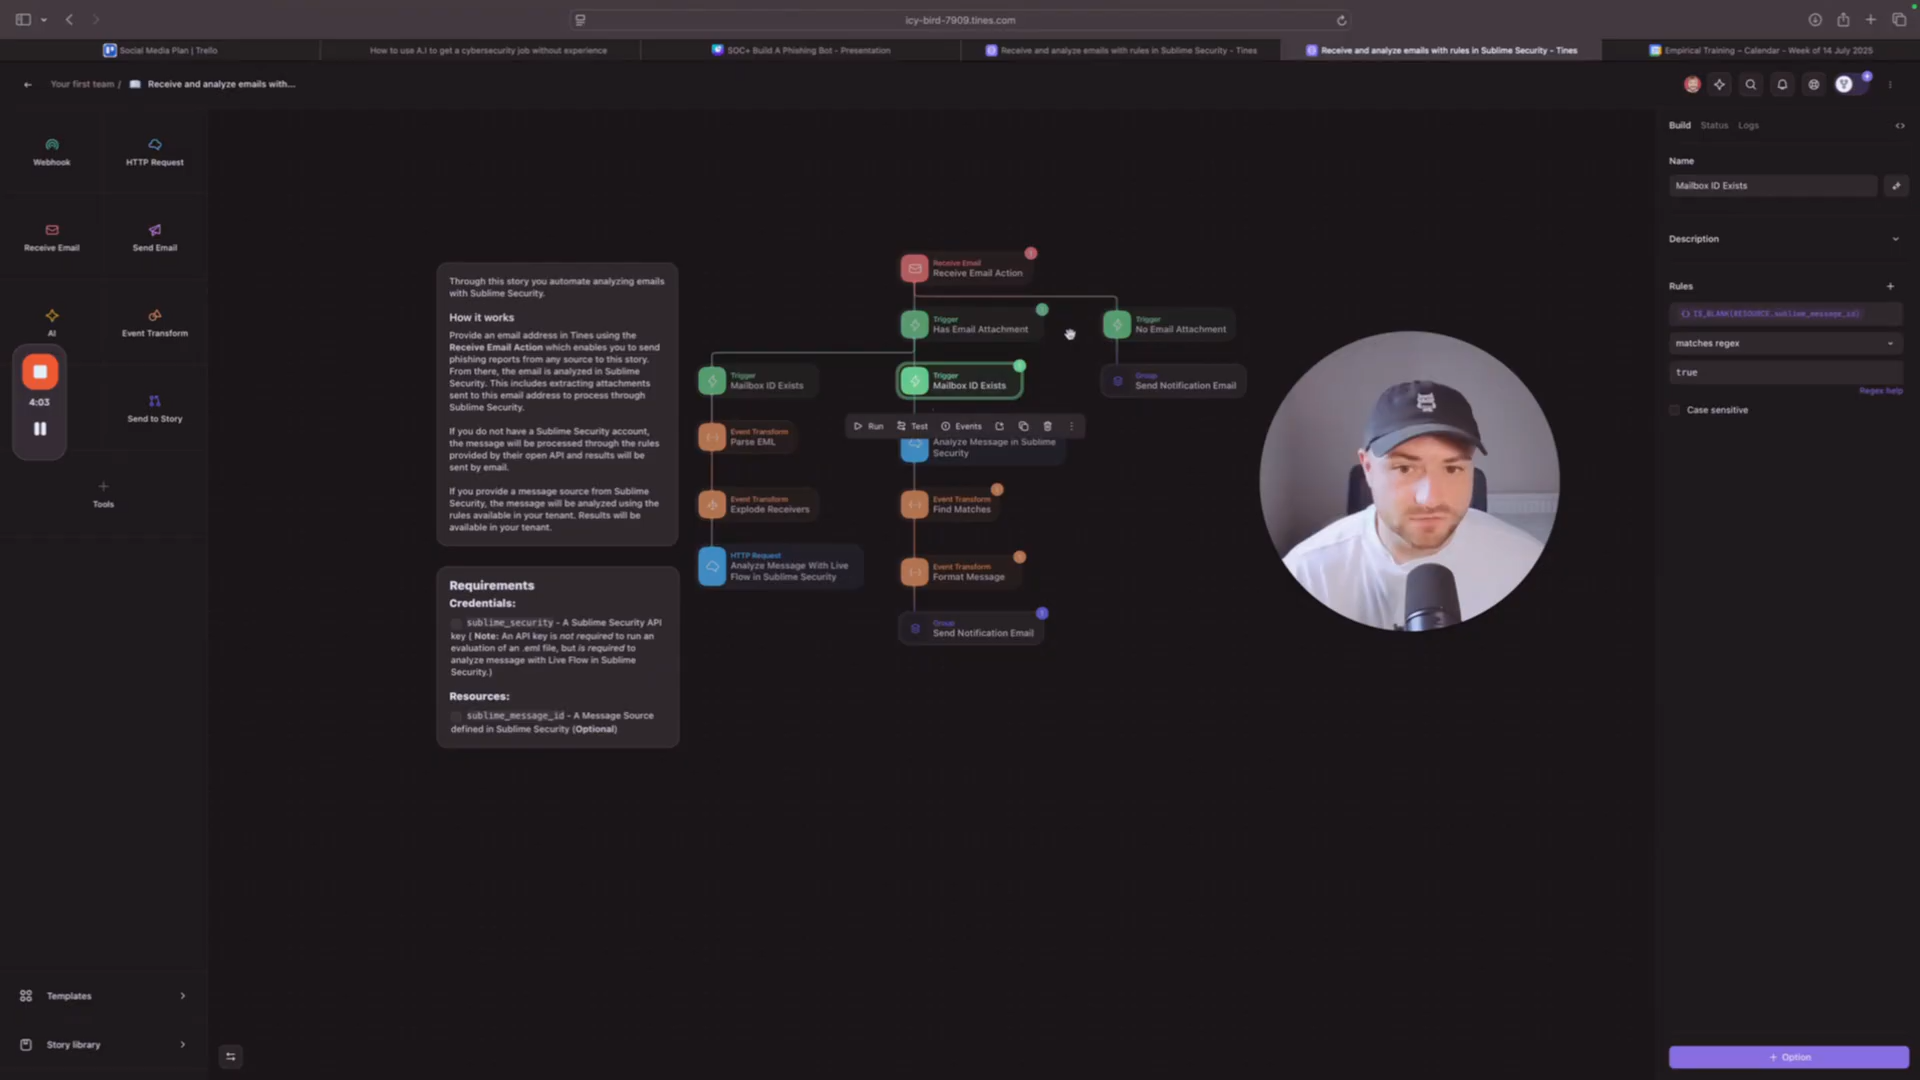 icy-bird-7909.tines.com
Social Media Plan | Trello
How to use A.I to get a cybersecurity job without experience
SOC+ Build A Phishing Bot - Presentation
Receive and analyze emails with rules in Sublime Security - Tines
Receive and analyze emails with rules in Sublime Security - Tines
Empirical Training – Calendar - Week of 14 July 2025
Your first team /
Receive and analyze emails with...
Webhook
HTTP Request
Receive Email
Send Email
AI
Event Transform
4:03
Send to Story
Tools
Templates
Story library
Through this story you automate analyzing emails
with Sublime Security.
How it works
Provide an email address in Tines using the
Receive Email Action which enables you to send
phishing reports from any source to this story.
From there, the email is analyzed in Sublime
Security. This includes extracting attachments
sent to this email address to process through
Sublime Security.
If you do not have a Sublime Security account,
the message will be processed through the rules
provided by their open API and results will be
sent by email.
If you provide a message source from Sublime
Security, the message will be analyzed using the
rules available in your tenant. Results will be
available in your tenant.
Requirements
Credentials:
sublime_security - A Sublime Security API
key ( Note: An API key is not required to run an
evaluation of an .eml file, but is required to
analyze message with Live Flow in Sublime
Security.)
Resources:
sublime_message_id - A Message Source
defined in Sublime Security (Optional)
Receive Email
Receive Email Action
Trigger
Has Email Attachment
Trigger
No Email Attachment
Trigger
Mailbox ID Exists
Trigger
Mailbox ID Exists
Group
Send Notification Email
Run
Test
Events
Event Transform
Parse EML
Analyze Message in Sublime
Security
Event Transform
Explode Receivers
Event Transform
Find Matches
HTTP Request
Analyze Message With Live
Flow in Sublime Security
Event Transform
Format Message
Group
Send Notification Email
Build
Status
Logs
Name
Mailbox ID Exists
Description
Rules
IS_BLANK(RESOURCE.sublime_message_id)
matches regex
true
Regex help
Case sensitive
+ Option